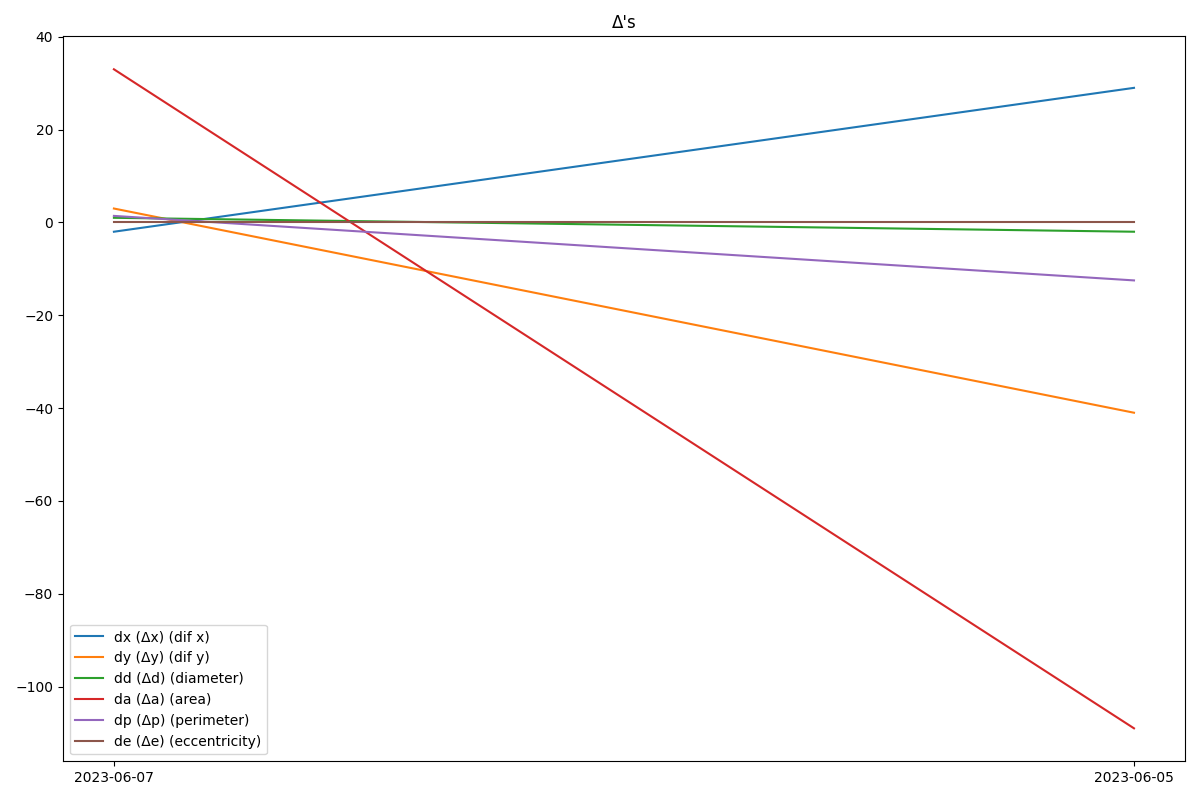 Δ's
40
20
0
−20
−40
−60
−80
−100
dx (Δx) (dif x)
dy (Δy) (dif y)
dd (Δd) (diameter)
da (Δa) (area)
dp (Δp) (perimeter)
de (Δe) (eccentricity)
2023-06-07
2023-06-05